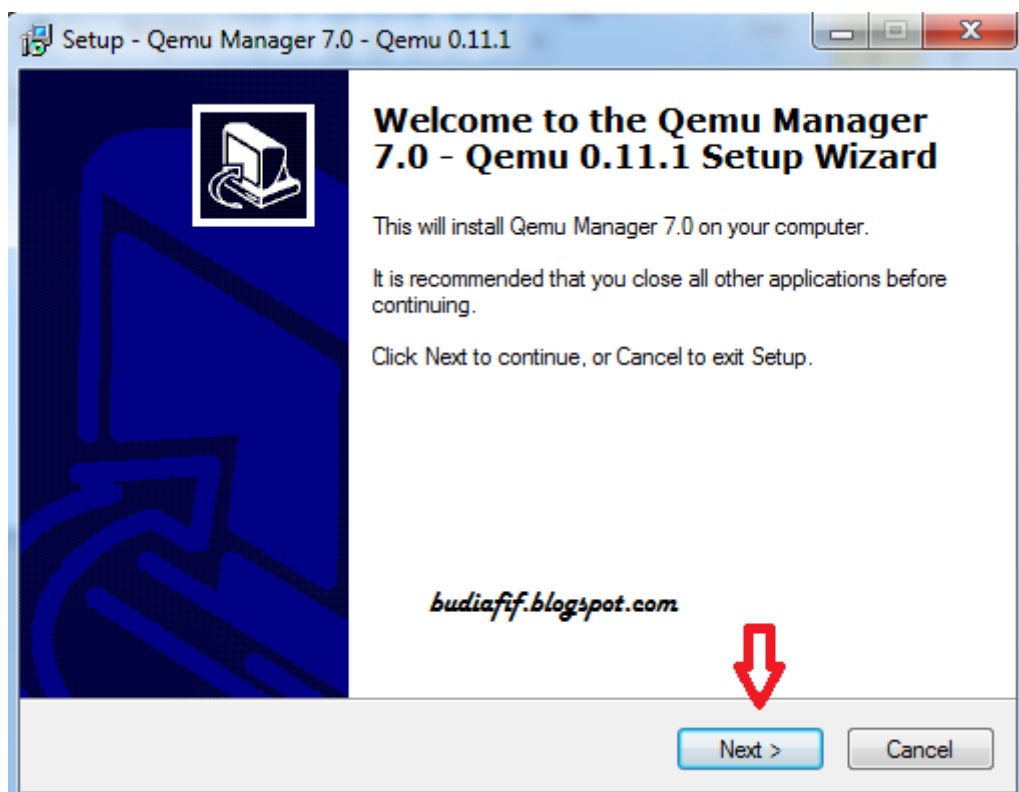 Setup - Qemu Manager 7.0 - Qemu 0.11.1
Welcome to the Qemu Manager
7.0 - Qemu 0.11.1 Setup Wizard
This will install Qemu Manager 7.0 on your computer.
It is recommended that you close all other applications before
continuing.
Click Next to continue, or Cancel to exit Setup.
budiafif.blogspot.com
Next >
Cancel